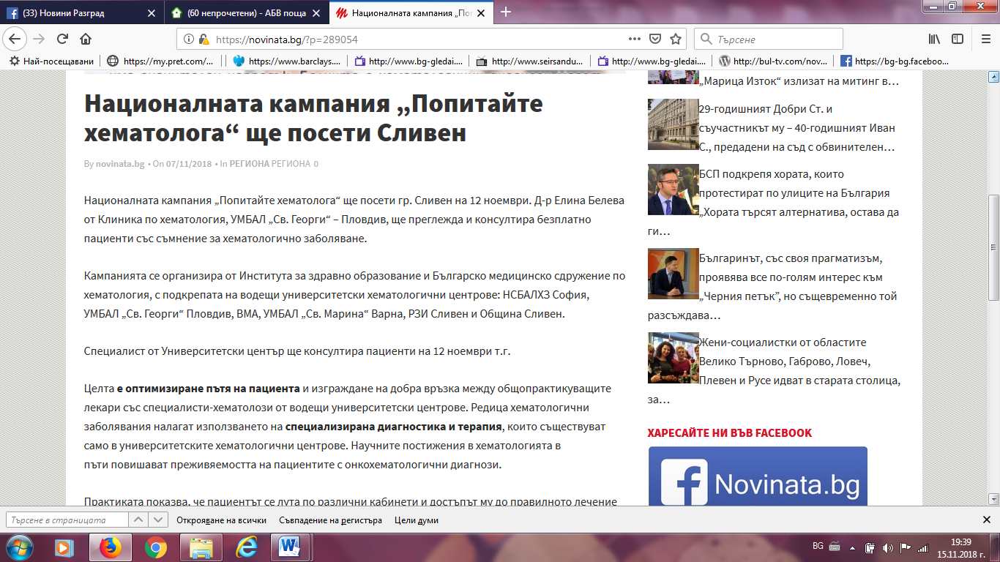 (33) Новини Разград
(60 непрочетени) - АБВ поща
Националната кампания „Поп
https://novinata.bg/?p=289054
Търсене
Най-посещавани
https://my.pret.com/...
https://www.barclays....
http://www.bg-gledai....
http://www.seirsandu...
http://www.bg-gledai....
http://bul-tv.com/nov...
https://bg-bg.faceboo...
Националната кампания „Попитайте
хематолога“ ще посети Сливен
By novinata.bg • On 07/11/2018 • In РЕГИОНА РЕГИОНА 0
Националната кампания „Попитайте хематолога“ ще посети гр. Сливен на 12 ноември. Д-р Елина Белева
от Клиника по хематология, УМБАЛ „Св. Георги“ – Пловдив, ще преглежда и консултира безплатно
пациенти със съмнение за хематологично заболяване.
Кампанията се организира от Института за здравно образование и Българско медицинско сдружение по
хематология, с подкрепата на водещи университетски хематологични центрове: НСБАЛХЗ София,
УМБАЛ „Св. Георги“ Пловдив, ВМА, УМБАЛ „Св. Марина“ Варна, РЗИ Сливен и Община Сливен.
Специалист от Университетски център ще консултира пациенти на 12 ноември т.г.
Целта е оптимизиране пътя на пациента и изграждане на добра връзка между общопрактикуващите
лекари със специалисти-хематолози от водещи университетски центрове. Редица хематологични
заболявания налагат използването на специализирана диагностика и терапия, които съществуват
само в университетските хематологични центрове. Научните постижения в хематологията в
пъти повишават преживяемостта на пациентите с онкохематологични диагнози.
Практиката показва, че пациентът се лута по различни кабинети и достъпът му до правилното лечение
„Марица Изток“ излизат на митинг в…
29-годишният Добри Ст. и
съучастникът му – 40-годишният Иван
С., предадени на съд с обвинителен…
БСП подкрепя хората, които
протестират по улиците на България
„Хората търсят алтернатива, остава да
ги…
Българинът, със своя прагматизъм,
проявява все по-голям интерес към
„Черния петък”, но същевременно той
разсъждава…
Жени-социалистки от областите
Велико Търново, Габрово, Ловеч,
Плевен и Русе идват в старата столица,
за…
ХАРЕСАЙТЕ НИ ВЪВ FACEBOOK
Novinata.bg
Търсене в страницата
Открояване на всички
Съвпадение на регистъра
Цели думи
BG
19:39
15.11.2018 г.